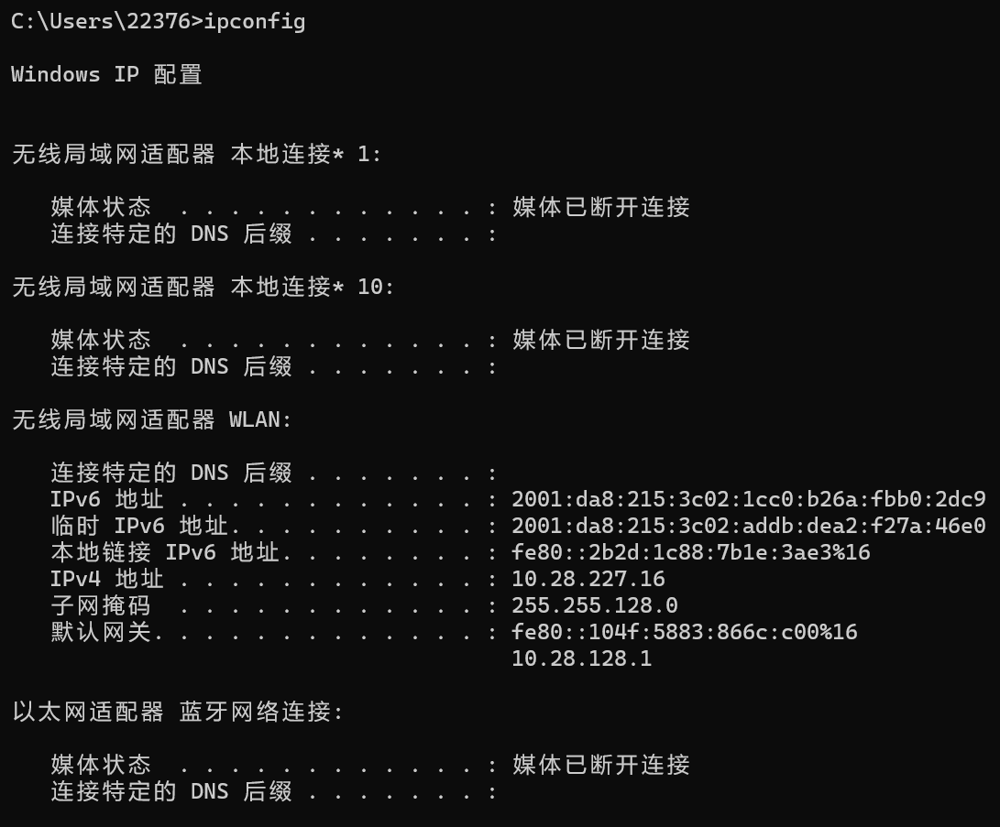 C:\Users\22376>ipconfig
Windows IP 配置
无线局域网适配器 本地连接* 1:
媒体状态  . . . . . . . . . . . . : 媒体已断开连接
连接特定的 DNS 后缀 . . . . . . . :
无线局域网适配器 本地连接* 10:
媒体状态  . . . . . . . . . . . . : 媒体已断开连接
连接特定的 DNS 后缀 . . . . . . . :
无线局域网适配器 WLAN:
连接特定的 DNS 后缀 . . . . . . . :
IPv6 地址 . . . . . . . . . . . . : 2001:da8:215:3c02:1cc0:b26a:fbb0:2dc9
临时 IPv6 地址. . . . . . . . . . : 2001:da8:215:3c02:addb:dea2:f27a:46e0
本地链接 IPv6 地址. . . . . . . . : fe80::2b2d:1c88:7b1e:3ae3%16
IPv4 地址 . . . . . . . . . . . . : 10.28.227.16
子网掩码  . . . . . . . . . . . . : 255.255.128.0
默认网关. . . . . . . . . . . . . : fe80::104f:5883:866c:c00%16
10.28.128.1
以太网适配器 蓝牙网络连接:
媒体状态  . . . . . . . . . . . . : 媒体已断开连接
连接特定的 DNS 后缀 . . . . . . . :